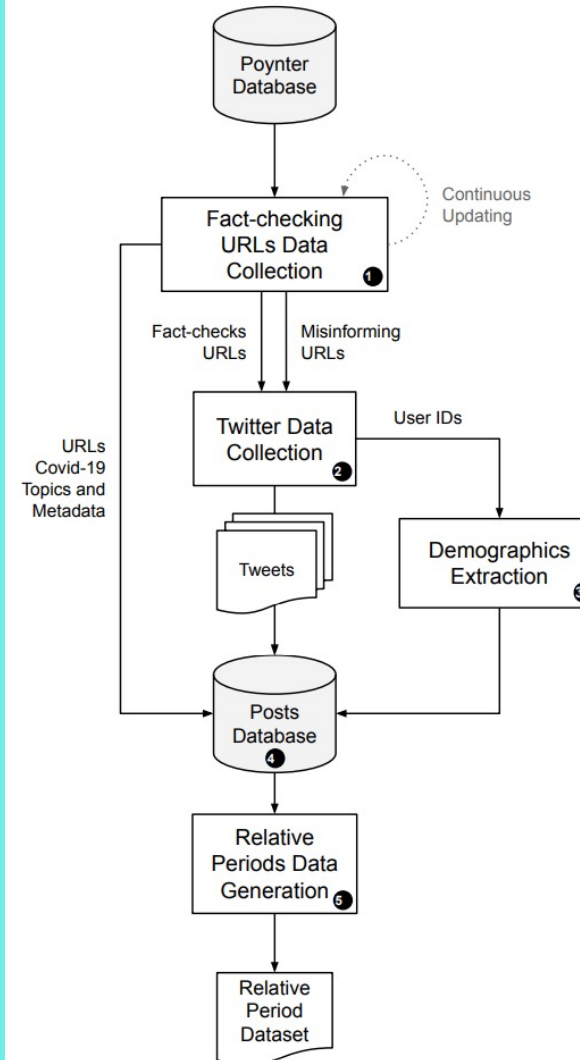 Poynter
Database
Continuous
Updating
Fact-checking
URLs Data
Collection
1
Fact-checks
URLs
Misinforming
URLs
Twitter Data
Collection
2
User IDs
URLs
Covid-19
Topics and
Metadata
Tweets
Demographics
Extraction
3
Posts
Database
4
Relative
Periods Data
Generation
5
Relative
Period
Dataset